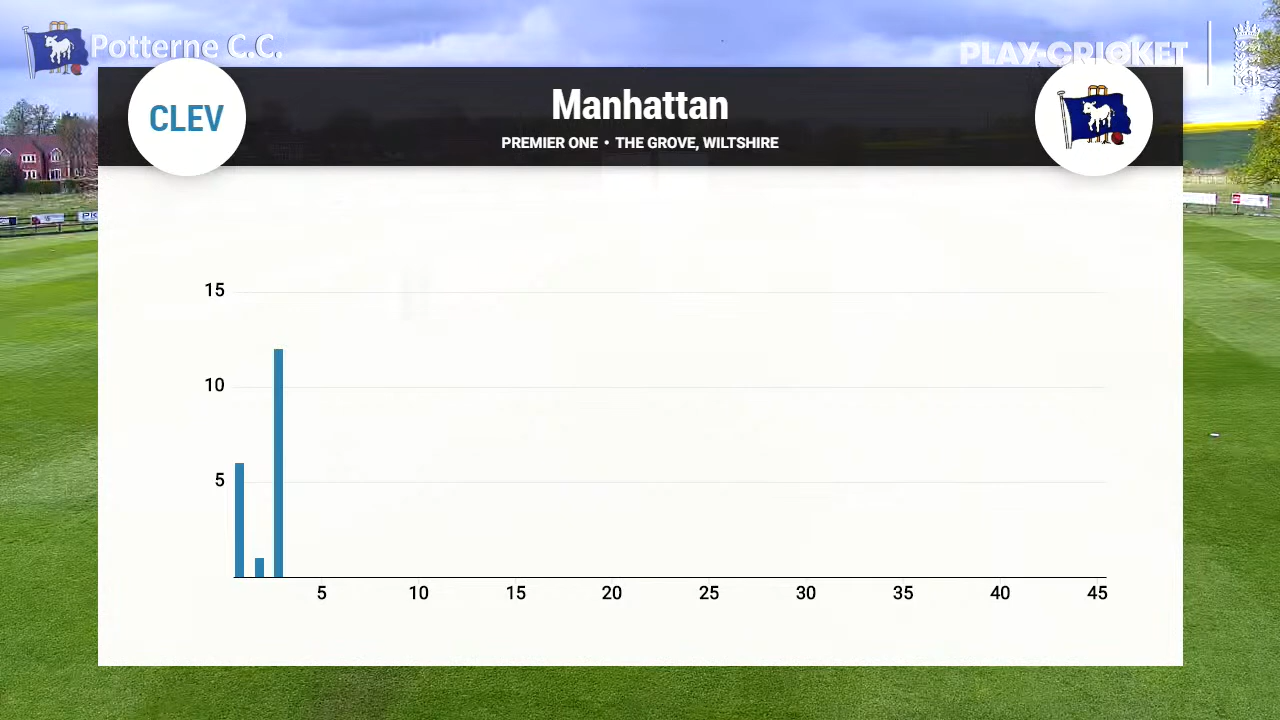 Potterne C.C.
PLAY-CRICKET
CLEV
Manhattan
PREMIER ONE • THE GROVE, WILTSHIRE
15
10
5
5 10 15 20 25 30 35 40 45